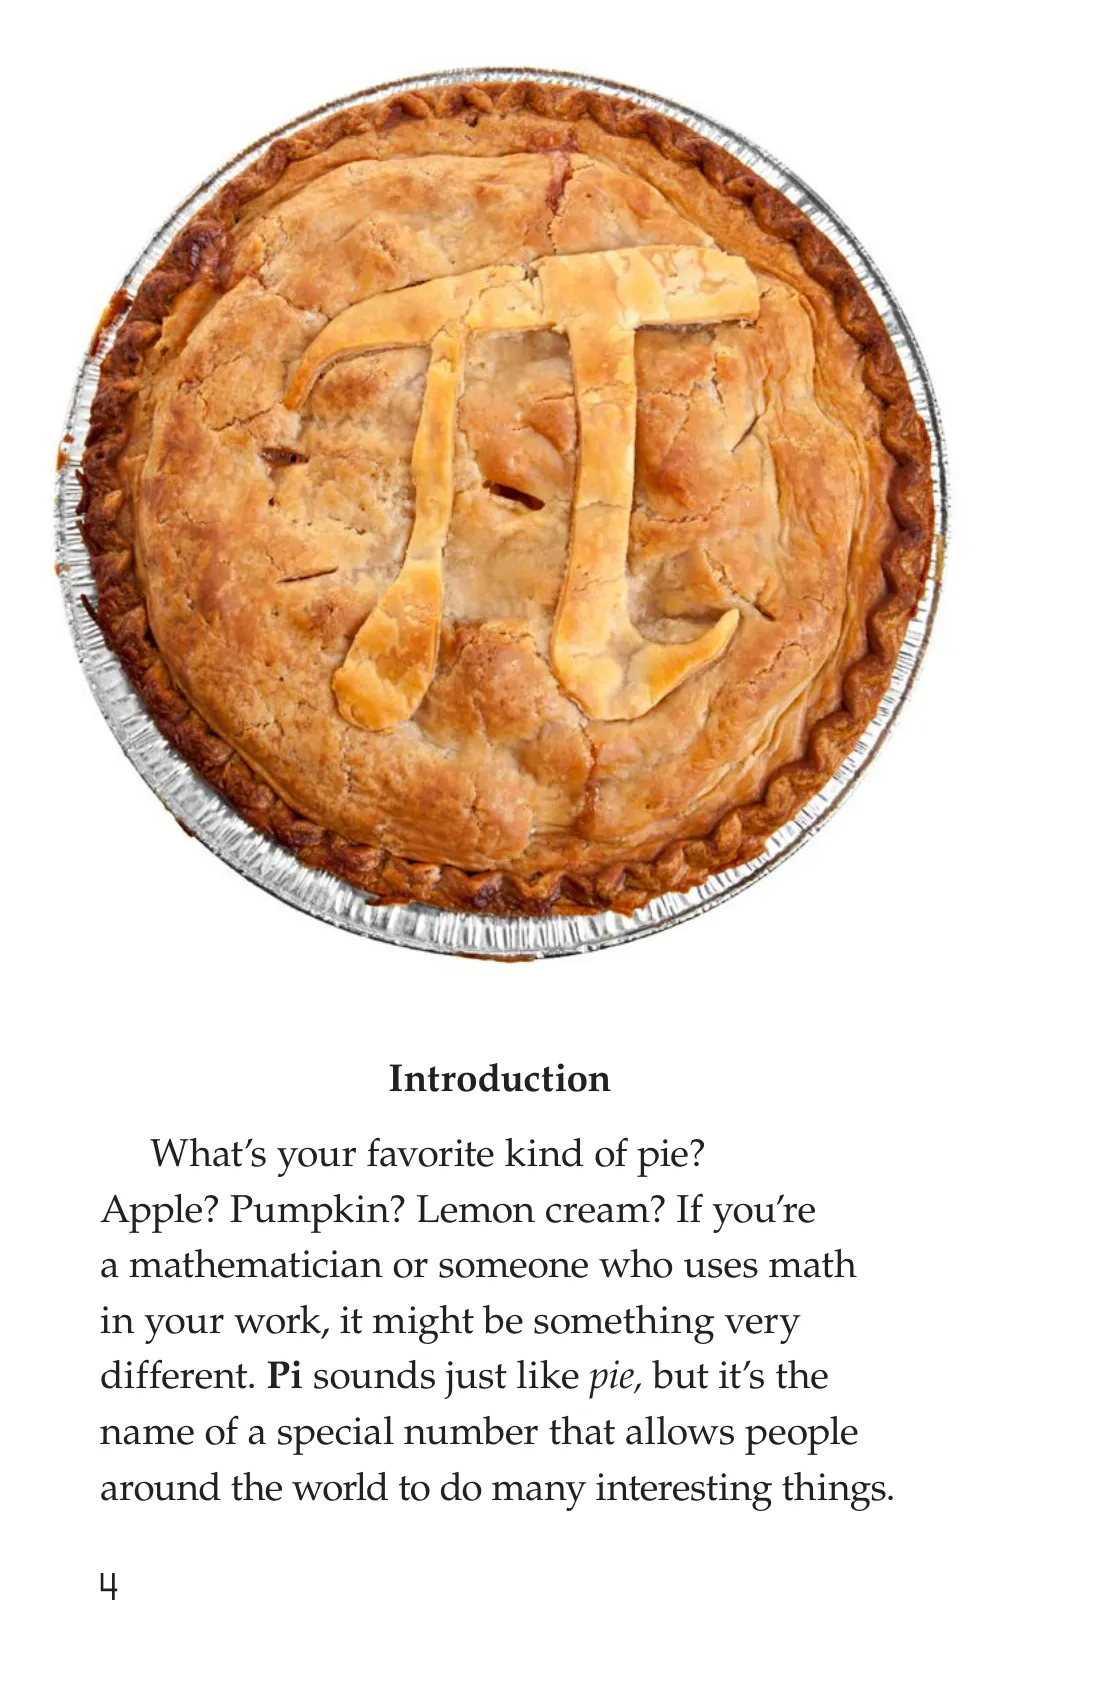 π
Introduction
What’s your favorite kind of pie?
Apple? Pumpkin? Lemon cream? If you’re
a mathematician or someone who uses math
in your work, it might be something very
different. Pi sounds just like pie, but it’s the
name of a special number that allows people
around the world to do many interesting things.
4